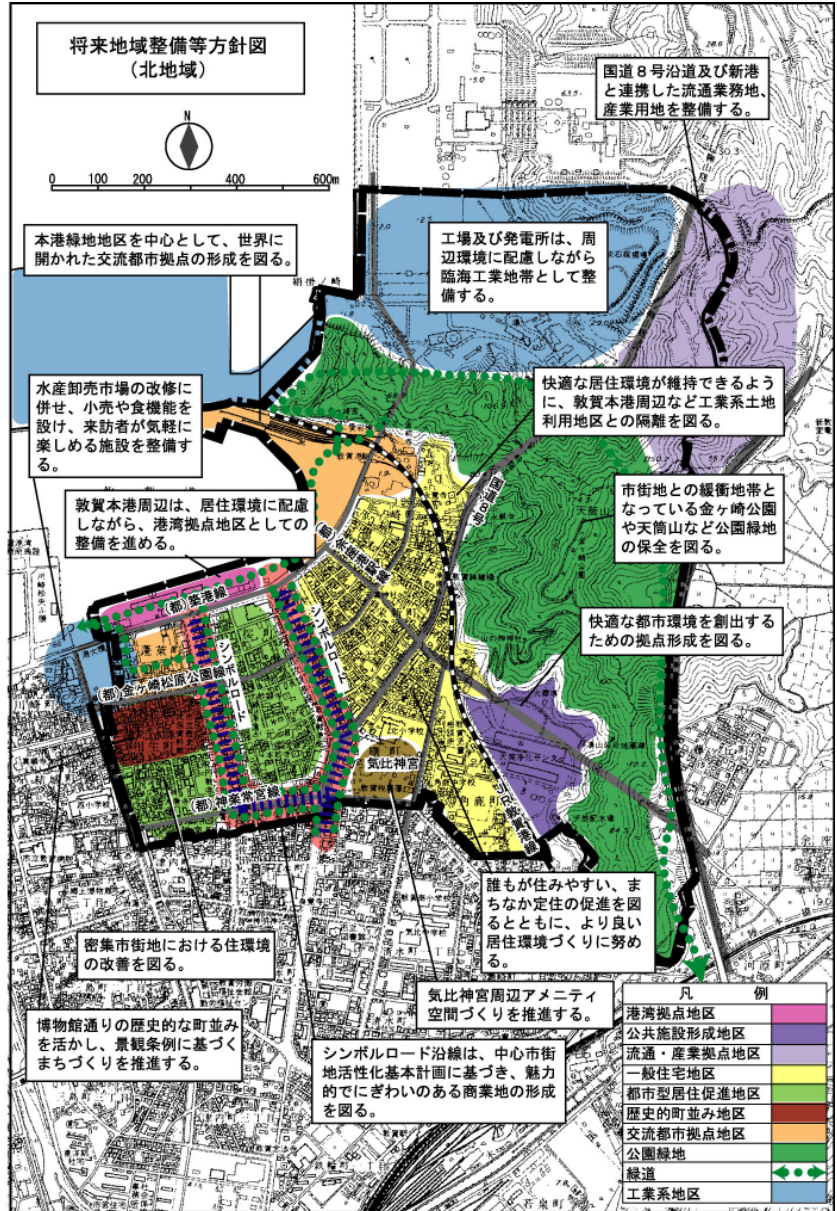 将来地域整備等方針図
（北地域）
0 100 200 400 600m
国道８号沿道及び新港
と連携した流通業務地、
産業用地を整備する。
本港緑地地区を中心として、世界に
開かれた交流都市拠点の形成を図る。
工場及び発電所は、周
辺環境に配慮しながら
臨海工業地帯として整
備する。
水産卸売市場の改修に
併せ、小売や食機能を
設け、来訪者が気軽に
楽しめる施設を整備す
る。
快適な居住環境が維持できるよう
に、敦賀本港周辺など工業系土地
利用地区との隔離を図る。
敦賀本港周辺は、居住環境に配慮
しながら、港湾拠点地区としての
整備を進める。
市街地との緩衝地帯と
なっている金ヶ崎公園
や天筒山など公園緑地
の保全を図る。
快適な都市環境を創出する
ための拠点形成を図る。
国道８号
（都）築港線
シンボルロード
シンボルロード
蓬莱町
（都）金ヶ崎松原公園線
北小学校
気比神宮
（都）神楽神宮線
角鹿町
誰もが住みやすい、ま
ちなか定住の促進を図
るとともに、より良い
居住環境づくりに努め
る。
密集市街地における住環境
の改善を図る。
気比神宮周辺アメニティ
空間づくりを推進する。
博物館通りの歴史的な町並み
を活かし、景観条例に基づく
まちづくりを推進する。
シンボルロード沿線は、中心市街
地活性化基本計画に基づき、魅力
的でにぎわいのある商業地の形成
を図る。
凡 例
港湾拠点地区
公共施設形成地区
流通・産業拠点地区
一般住宅地区
都市型居住促進地区
歴史的町並み地区
交流都市拠点地区
公園緑地
緑道
工業系地区